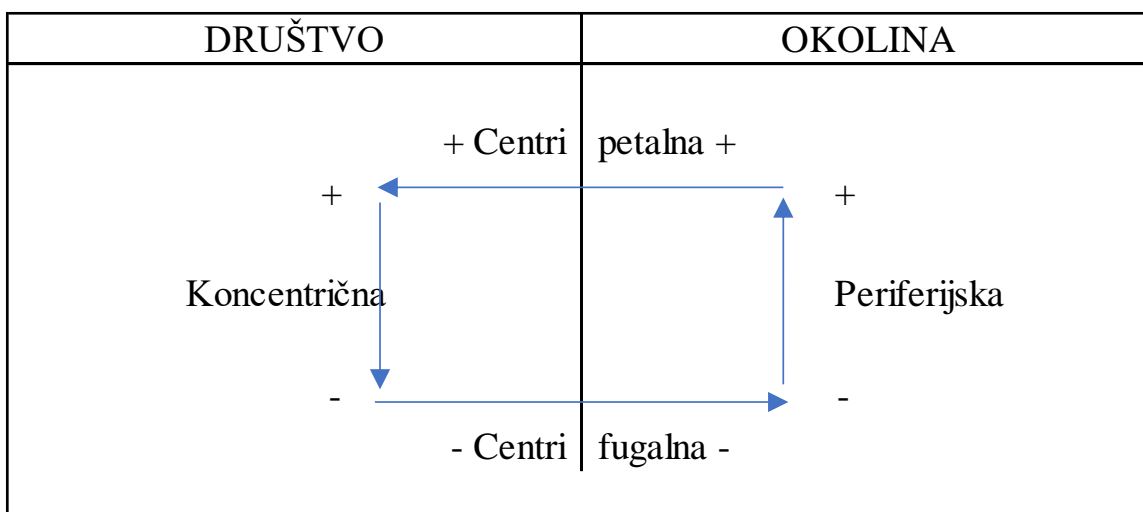 DRUŠTVO OKOLINA
+ Centri petalna +
+ +
Koncentrična Periferijska
- -
- Centri fugalna -